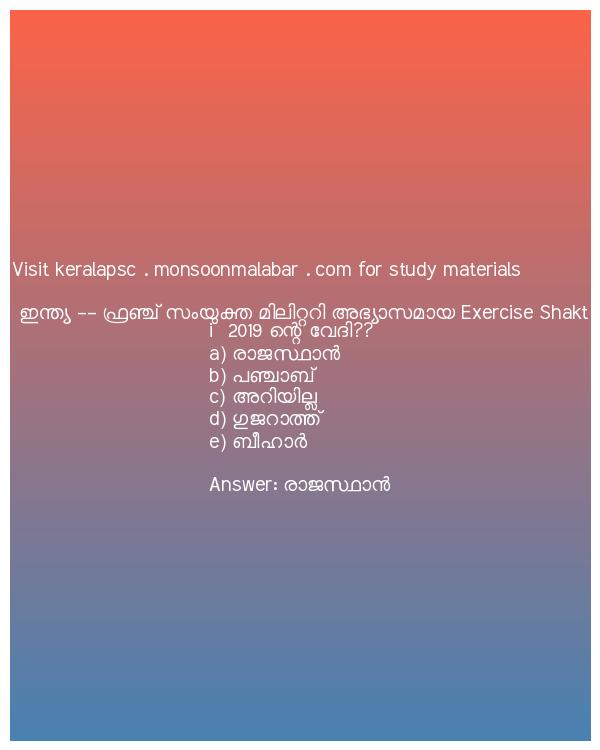 Visit keralapsc . monsoonmalabar . com for study materials
ഇന്ത്യ -- ഫ്രഞ്ച് സംയുക്ത മിലിറ്ററി അഭ്യാസമായ Exercise Shakt
i 2019 ന്റെ വേദി??
a) രാജസ്ഥാൻ
b) പഞ്ചാബ്
c) അറിയില്ല
d) ഗുജറാത്ത്
e) ബീഹാർ
Answer: രാജസ്ഥാൻ